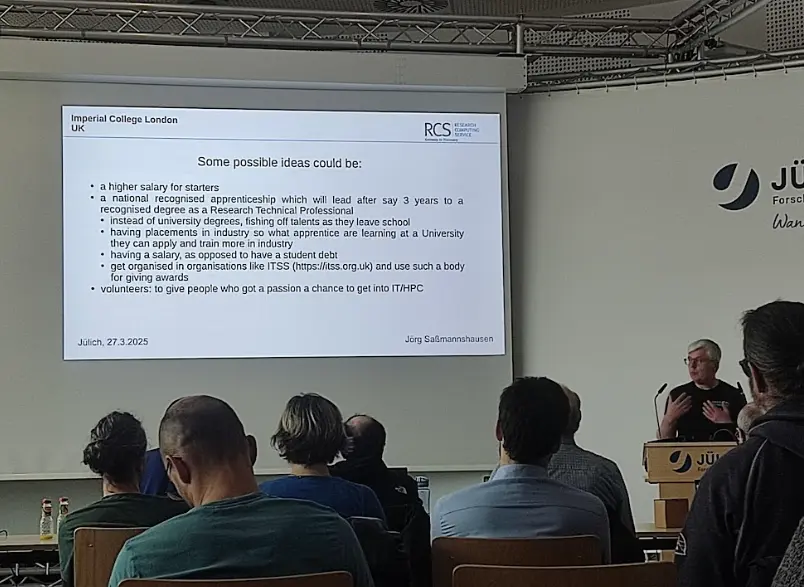 Imperial College London
UK
RCS RESEARCH
COMPUTING
SERVICE
Some possible ideas could be:
• a higher salary for starters
• a national recognised apprenticeship which will lead after say 3 years to a
recognised degree as a Research Technical Professional
• instead of university degrees, fishing off talents as they leave school
• having placements in industry so what apprentice are learning at a University
they can apply and train more in industry
• having a salary, as opposed to have a student debt
• get organised in organisations like ITSS (https://itss.org.uk) and use such a body
for giving awards
• volunteers: to give people who got a passion a chance to get into IT/HPC
Jülich, 27.3.2025
Jörg Saßmannshausen
JÜ
Forsc
JÜL